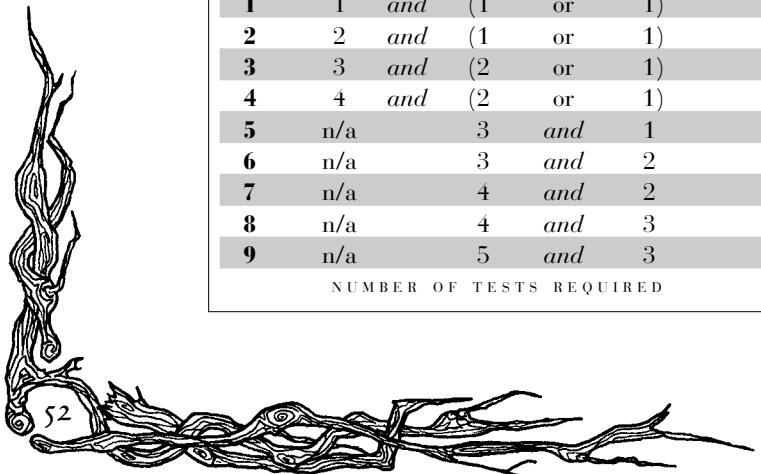 1 1 and (1 or 1)
2 2 and (1 or 1)
3 3 and (2 or 1)
4 4 and (2 or 1)
5 n/a 3 and 1
6 n/a 3 and 2
7 n/a 4 and 2
8 n/a 4 and 3
9 n/a 5 and 3
NUMBER OF TESTS REQUIRED
52